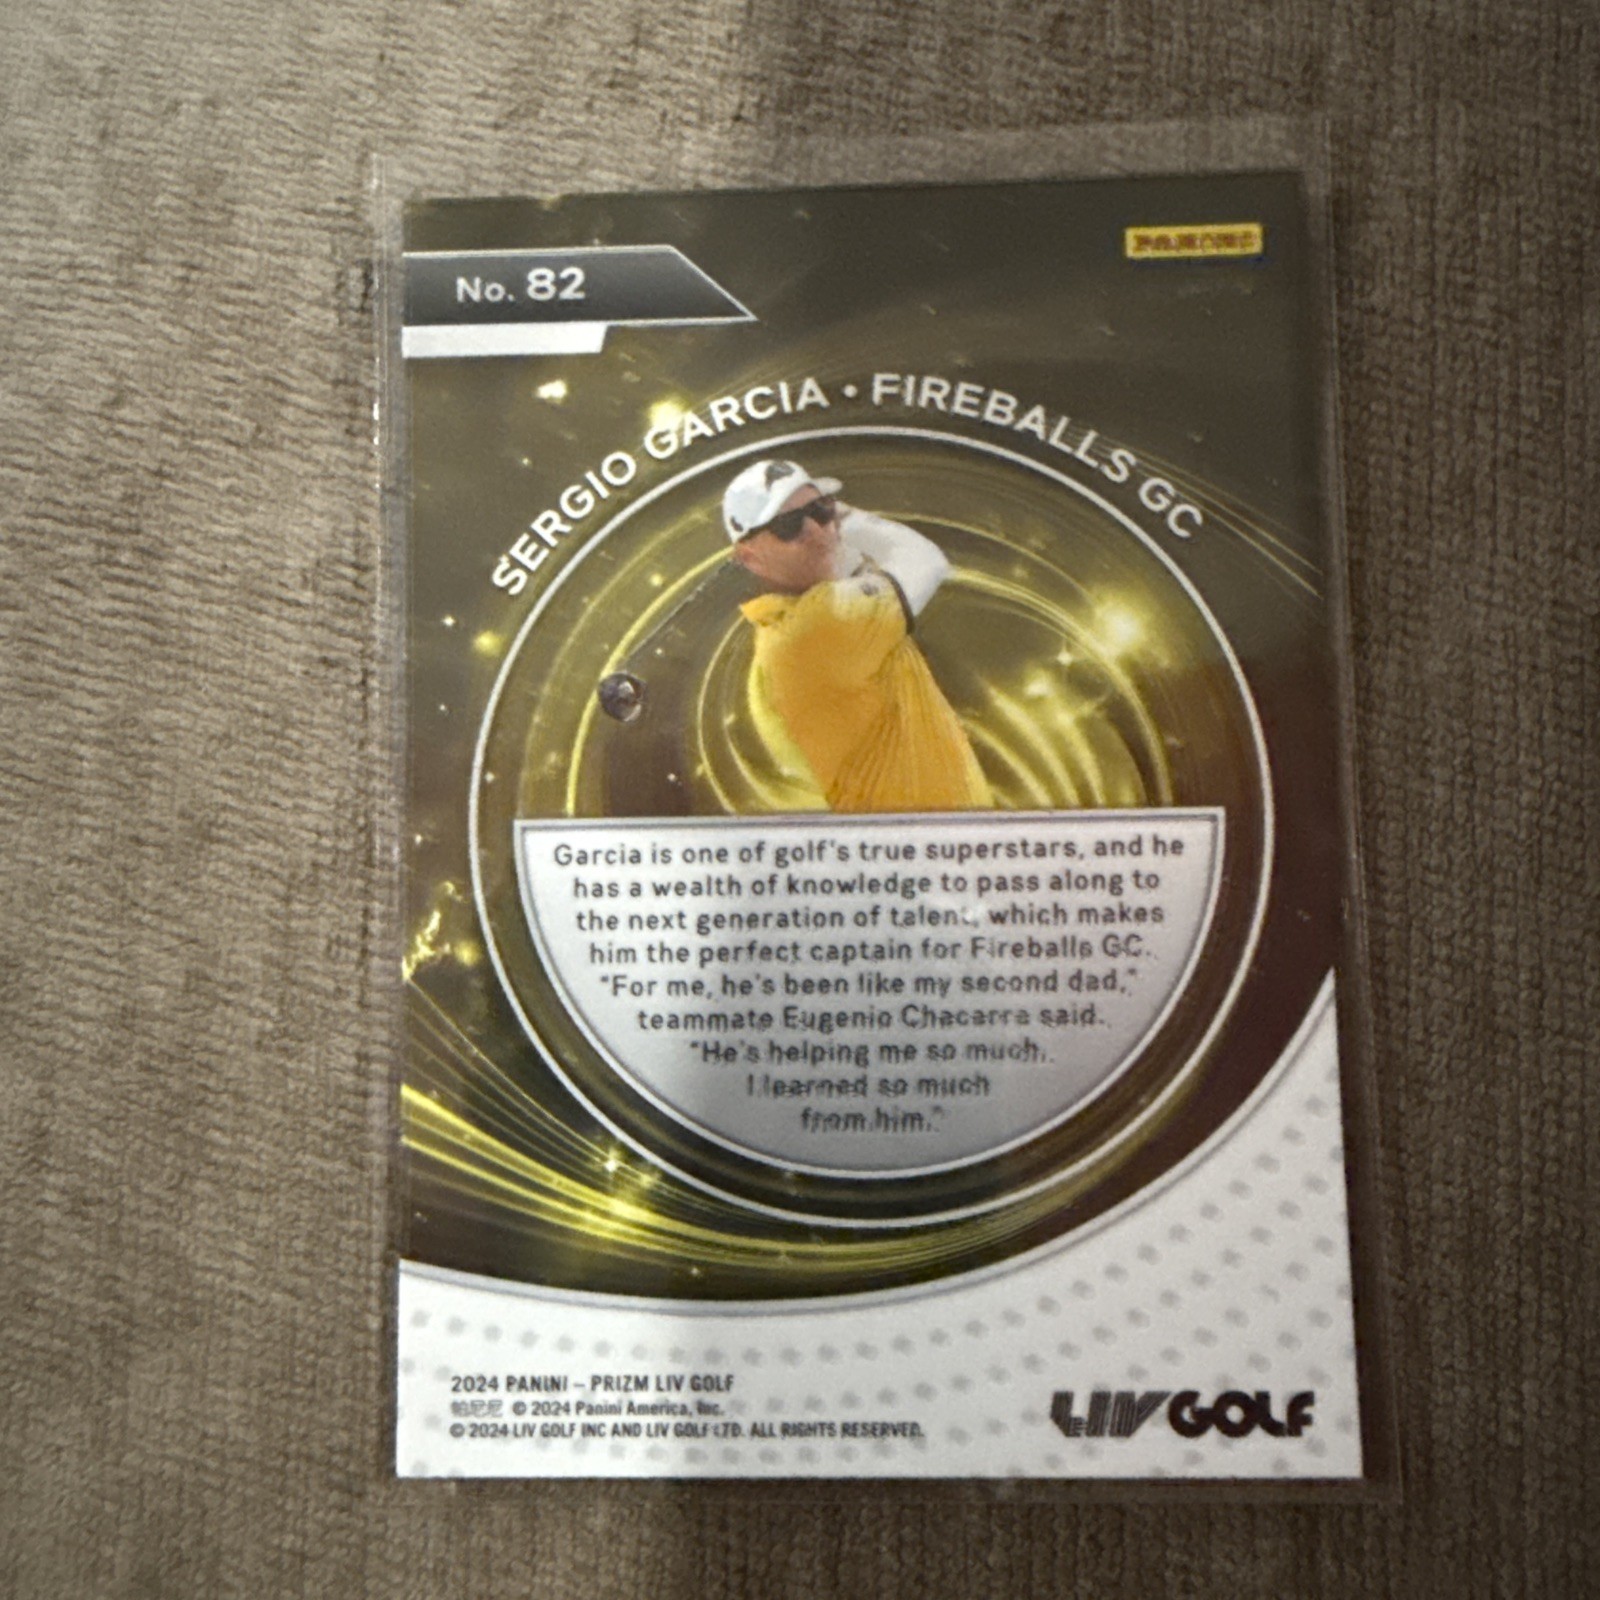 No. 82
PANINI
SERGIO GARCIA • FIREBALLS GC
Garcia is one of golf's true superstars, and he
has a wealth of knowledge to pass along to
the next generation of talent, which makes
him the perfect captain for Fireballs GC.
"For me, he's been like my second dad,"
teammate Eugenio Chacarra said.
"He's helping me so much.
I learned so much
from him."
2024 PANINI – PRIZM LIV GOLF
帕尼尼 © 2024 Panini America, Inc.
© 2024 LIV GOLF INC AND LIV GOLF LTD. ALL RIGHTS RESERVED.
LIV GOLF